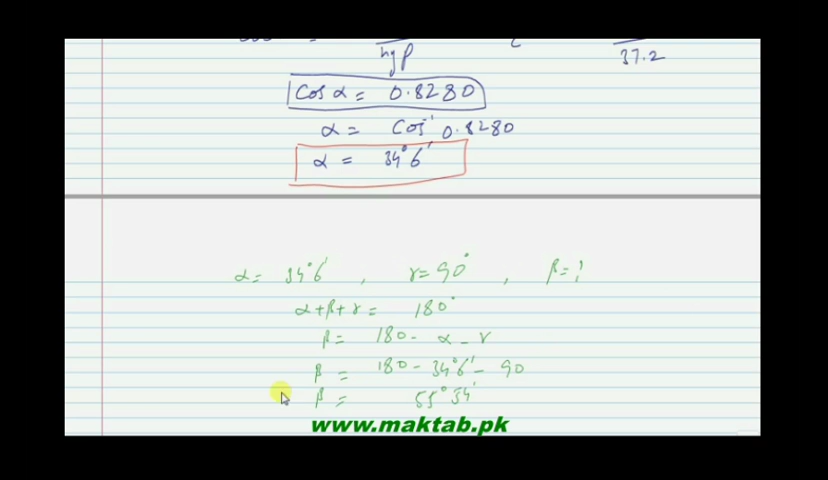 hyp c 37.2
Cos α = 0.8280
α = Cos⁻¹ 0.8280
α = 34°6′
α = 34°6′ , γ = 90° , β = ?
α+β+γ = 180°
β = 180 - α - γ
β = 180 - 34°6′ - 90
β = 55°54′
www.maktab.pk